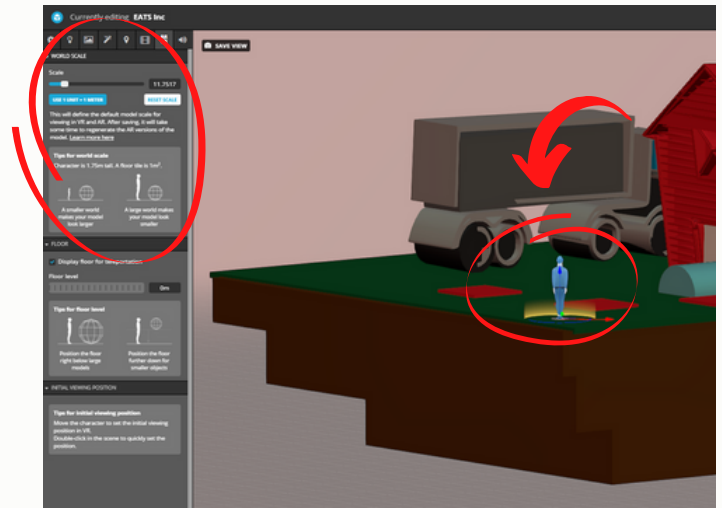 Currently editing EATS Inc
SAVE VIEW
WORLD SCALE
Scale
11.7517
USE 1 UNIT = 1 METER
RESET SCALE
This will define the default model scale for
viewing in VR and AR. After saving, it will take
some time to regenerate the AR versions of the
model. Learn more here
Tips for world scale
Character is 1.75m tall. A floor tile is 1m².
A smaller world
makes your model
look larger
A large world makes
your model look
smaller
FLOOR
Display floor for teleportation
Floor level
0m
Tips for floor level
Position the floor
right below large
models
Position the floor
further down for
smaller objects
INITIAL VIEWING POSITION
Tips for initial viewing position
Move the character to set the initial viewing
position in VR.
Double-click in the scene to quickly set the
position.